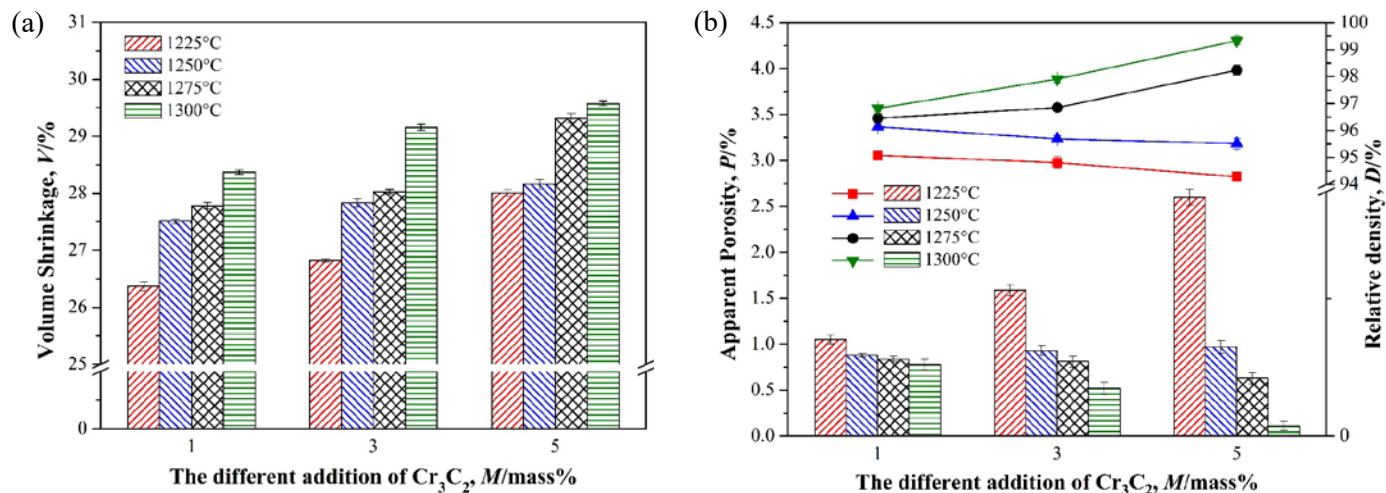 (a)
31
30
29
28
27
26
25
0
Volume Shrinkage, V/%
1225°C
1250°C
1275°C
1300°C
1
3
5
The different addition of Cr₃C₂, M/mass%
(b)
4.5
4.0
3.5
3.0
2.5
2.0
1.5
1.0
0.5
0.0
Apparent Porosity, P/%
1225°C
1250°C
1275°C
1300°C
100
99
98
97
96
95
94
0
Relative density, D/%
1
3
5
The different addition of Cr₃C₂, M/mass%